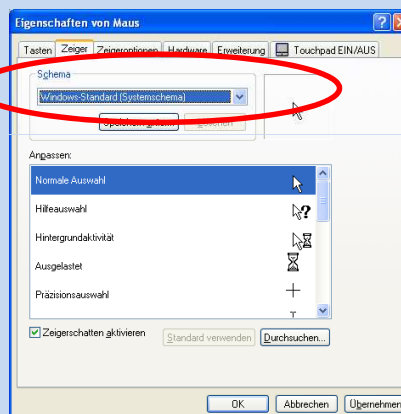 Eigenschaften von Maus
Tasten Zeiger Zeigeroptionen Hardware Erweiterung Touchpad EIN/AUS
Schema
Windows-Standard (Systemschema)
Anpassen:
Normale Auswahl
Hilfeauswahl
Hintergrundaktivität
Ausgelastet
Präzisionsauswahl
Zeigerschatten aktivieren Standard verwenden Durchsuchen...
OK Abbrechen Übernehmen